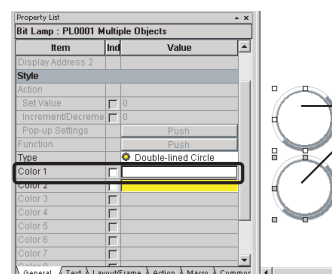 Property List
Bit Lamp : PL0001 Multiple Objects
Item Ind Value
Display Address 2
Style
Action
Set Value 0
Increment/Decreme 0
Pop-up Settings Push
Function Push
Type Double-lined Circle
Color 1
Color 2
Color 3
Color 4
Color 5
Color 6
Color 7
General Text Layout/Frame Action Macro Common